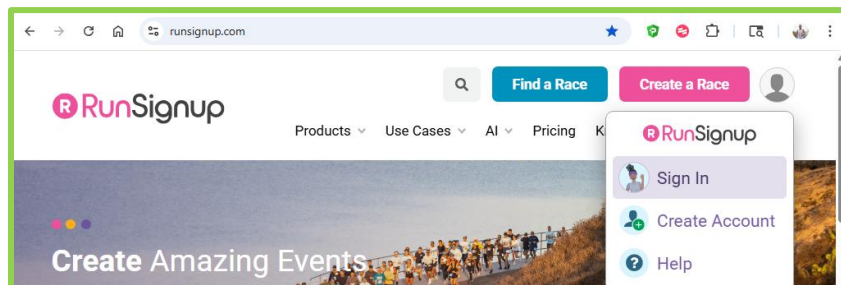 runsignup.com
Find a Race
Create a Race
R RunSignup
Products
Use Cases
AI
Pricing
K
R RunSignup
Sign In
Create Account
Help
Create Amazing Events